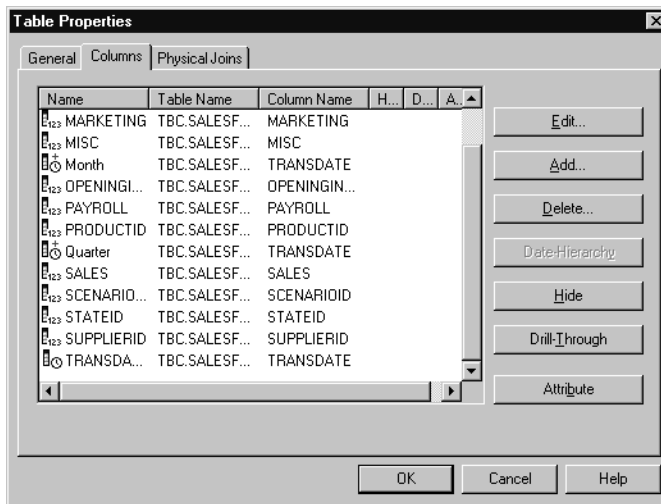 Table Properties
General Columns Physical Joins
Name Table Name Column Name H... D... A...
MARKETING TBC.SALESF... MARKETING
MISC TBC.SALESF... MISC
Month TBC.SALESF... TRANSDATE
OPENINGI... TBC.SALESF... OPENINGIN...
PAYROLL TBC.SALESF... PAYROLL
PRODUCTID TBC.SALESF... PRODUCTID
Quarter TBC.SALESF... TRANSDATE
SALES TBC.SALESF... SALES
SCENARIO... TBC.SALESF... SCENARIOID
STATEID TBC.SALESF... STATEID
SUPPLIERID TBC.SALESF... SUPPLIERID
TRANSDA... TBC.SALESF... TRANSDATE
Edit...
Add...
Delete...
Date-Hierarchy
Hide
Drill-Through
Attribute
OK Cancel Help